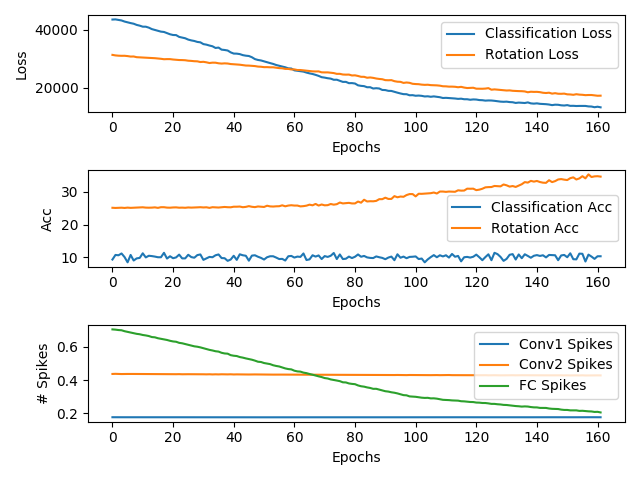 Loss
40000
20000
Classification Loss
Rotation Loss
0 20 40 60 80 100 120 140 160
Epochs
Acc
30
20
10
Classification Acc
Rotation Acc
0 20 40 60 80 100 120 140 160
Epochs
# Spikes
0.6
0.4
0.2
Conv1 Spikes
Conv2 Spikes
FC Spikes
0 20 40 60 80 100 120 140 160
Epochs